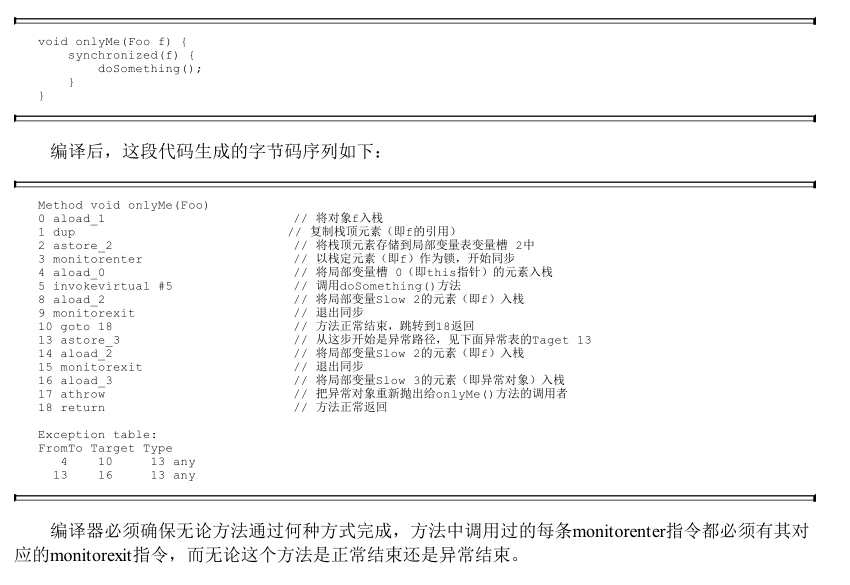 void onlyMe(Foo f) {
    synchronized(f) {
        doSomething();
    }
}
编译后，这段代码生成的字节码序列如下：
Method void onlyMe(Foo)
0 aload_1 // 将对象f入栈
1 dup // 复制栈顶元素（即f的引用）
2 astore_2 // 将栈顶元素存储到局部变量表变量槽 2中
3 monitorenter // 以栈定元素（即f）作为锁，开始同步
4 aload_0 // 将局部变量槽 0（即this指针）的元素入栈
5 invokevirtual #5 // 调用doSomething()方法
8 aload_2 // 将局部变量Slow 2的元素（即f）入栈
9 monitorexit // 退出同步
10 goto 18 // 方法正常结束，跳转到18返回
13 astore_3 // 从这步开始是异常路径，见下面异常表的Taget 13
14 aload_2 // 将局部变量Slow 2的元素（即f）入栈
15 monitorexit // 退出同步
16 aload_3 // 将局部变量Slow 3的元素（即异常对象）入栈
17 athrow // 把异常对象重新抛出给onlyMe()方法的调用者
18 return // 方法正常返回
Exception table:
FromTo Target Type
4 10 13 any
13 16 13 any
编译器必须确保无论方法通过何种方式完成，方法中调用过的每条monitorenter指令都必须有其对
应的monitorexit指令，而无论这个方法是正常结束还是异常结束。